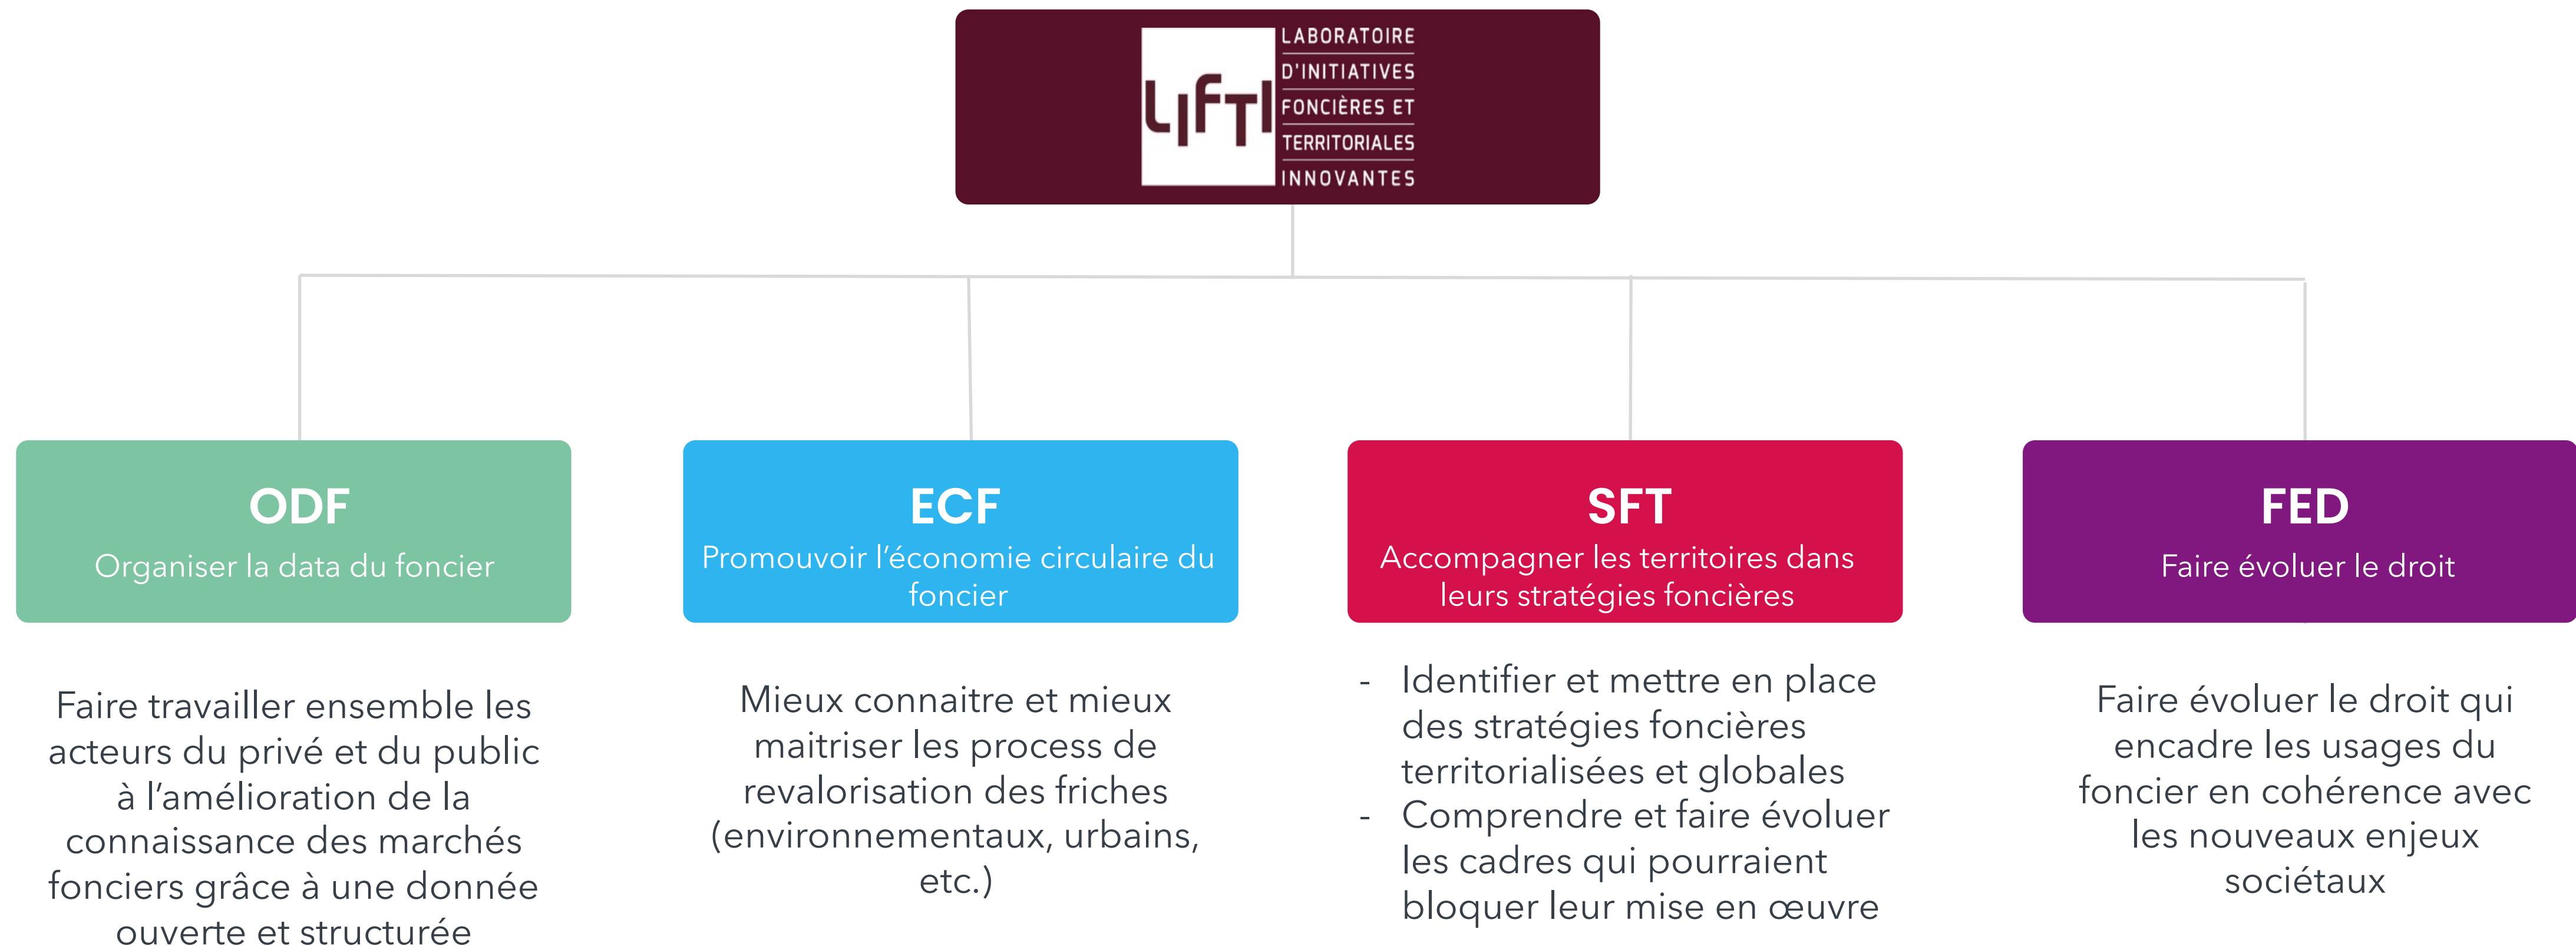 LIFTI
LABORATOIRE
D'INITIATIVES
FONCIÈRES ET
TERRITORIALES
INNOVANTES
ODF
Organiser la data du foncier
Faire travailler ensemble les
acteurs du privé et du public
à l'amélioration de la
connaissance des marchés
fonciers grâce à une donnée
ouverte et structurée
ECF
Promouvoir l'économie circulaire du
foncier
Mieux connaitre et mieux
maitriser les process de
revalorisation des friches
(environnementaux, urbains,
etc.)
SFT
Accompagner les territoires dans
leurs stratégies foncières
- Identifier et mettre en place
des stratégies foncières
territorialisées et globales
- Comprendre et faire évoluer
les cadres qui pourraient
bloquer leur mise en œuvre
FED
Faire évoluer le droit
Faire évoluer le droit qui
encadre les usages du
foncier en cohérence avec
les nouveaux enjeux
sociétaux